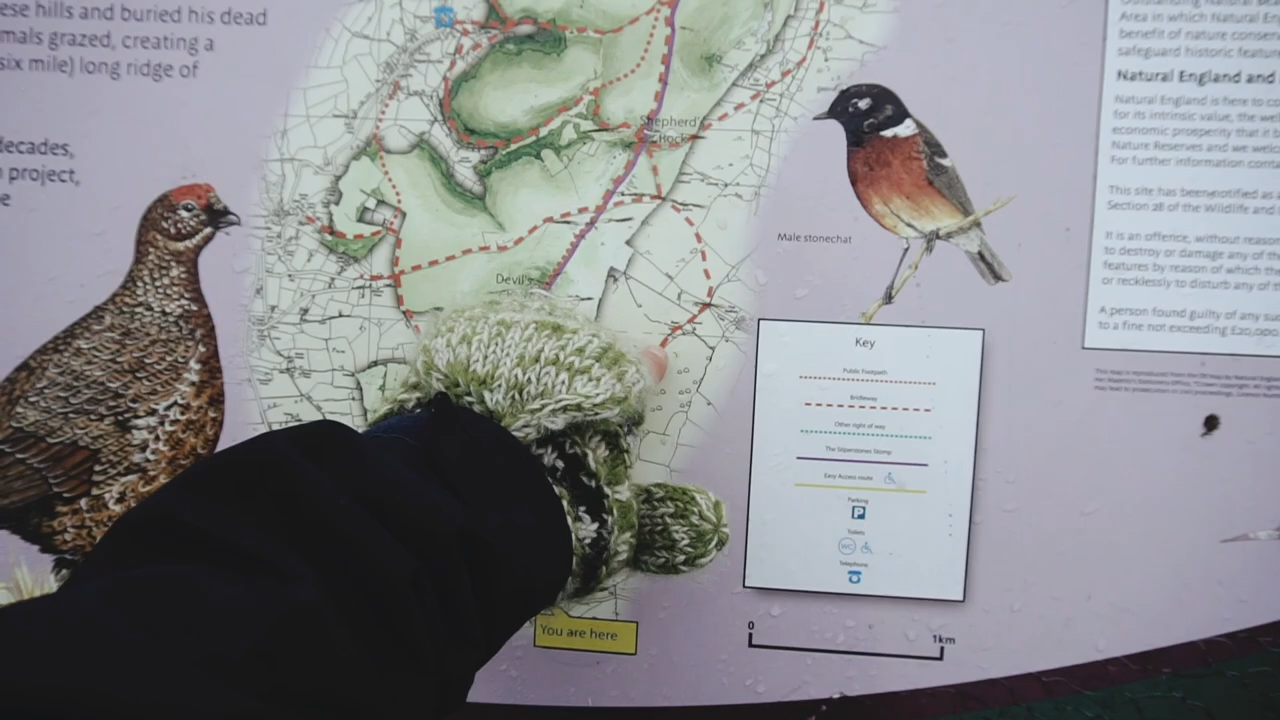 ese hills and buried his dead
mals grazed, creating a
six mile) long ridge of
decades,
n project,
e
Shepherd's
Rock
Devil's
Male stonechat
Key
Public Footpath
Bridleway
Other right of way
The Stiperstones Stomp
Easy Access route
Parking
P
Toilets
WC
Telephone
0 1km
You are here
Area in which Natural En
benefit of nature conser
safeguard historic featur
Natural England and
Natural England is here to co
for its intrinsic value, the wel
economic prosperity that it
Nature Reserves and we welc
For further information conta
This site has been notified as a
Section 28 of the Wildlife and
It is an offence, without reaso
to destroy or damage any of th
features by reason of which the
or recklessly to disturb any of t
A person found guilty of any su
to a fine not exceeding £20,000